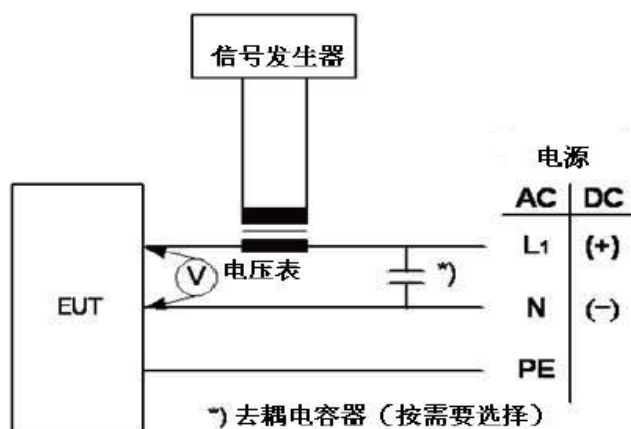 信号发生器
电源
AC DC
L1 (+)
V 电压表
*)
EUT
N (−)
PE
*) 去耦电容器（按需要选择）